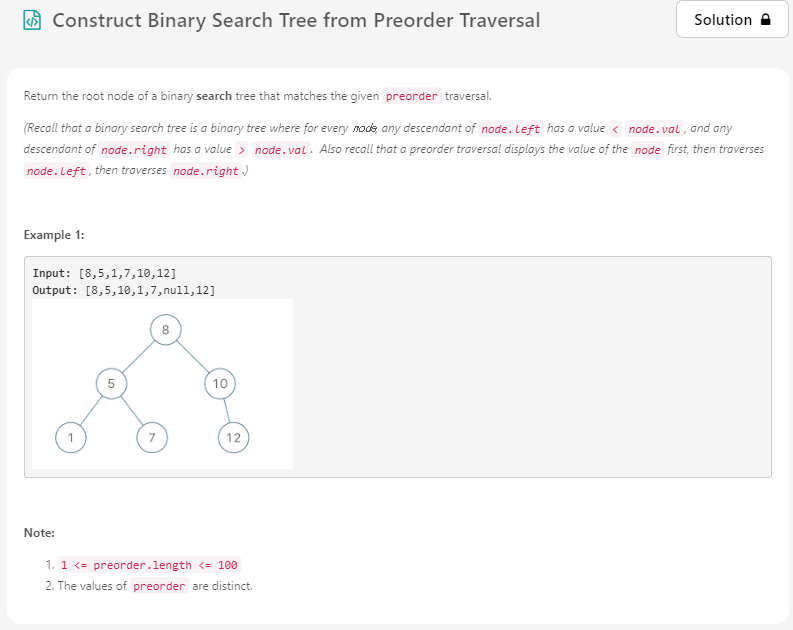 Construct Binary Search Tree from Preorder Traversal
Solution
Return the root node of a binary search tree that matches the given preorder traversal.
(Recall that a binary search tree is a binary tree where for every node, any descendant of node.left has a value < node.val, and any
descendant of node.right has a value > node.val. Also recall that a preorder traversal displays the value of the node first, then traverses
node.left, then traverses node.right.)
Example 1:
Input: [8,5,1,7,10,12]
Output: [8,5,10,1,7,null,12]
8
5 10
1 7 12
Note:
1. 1 <= preorder.length <= 100
2. The values of preorder are distinct.